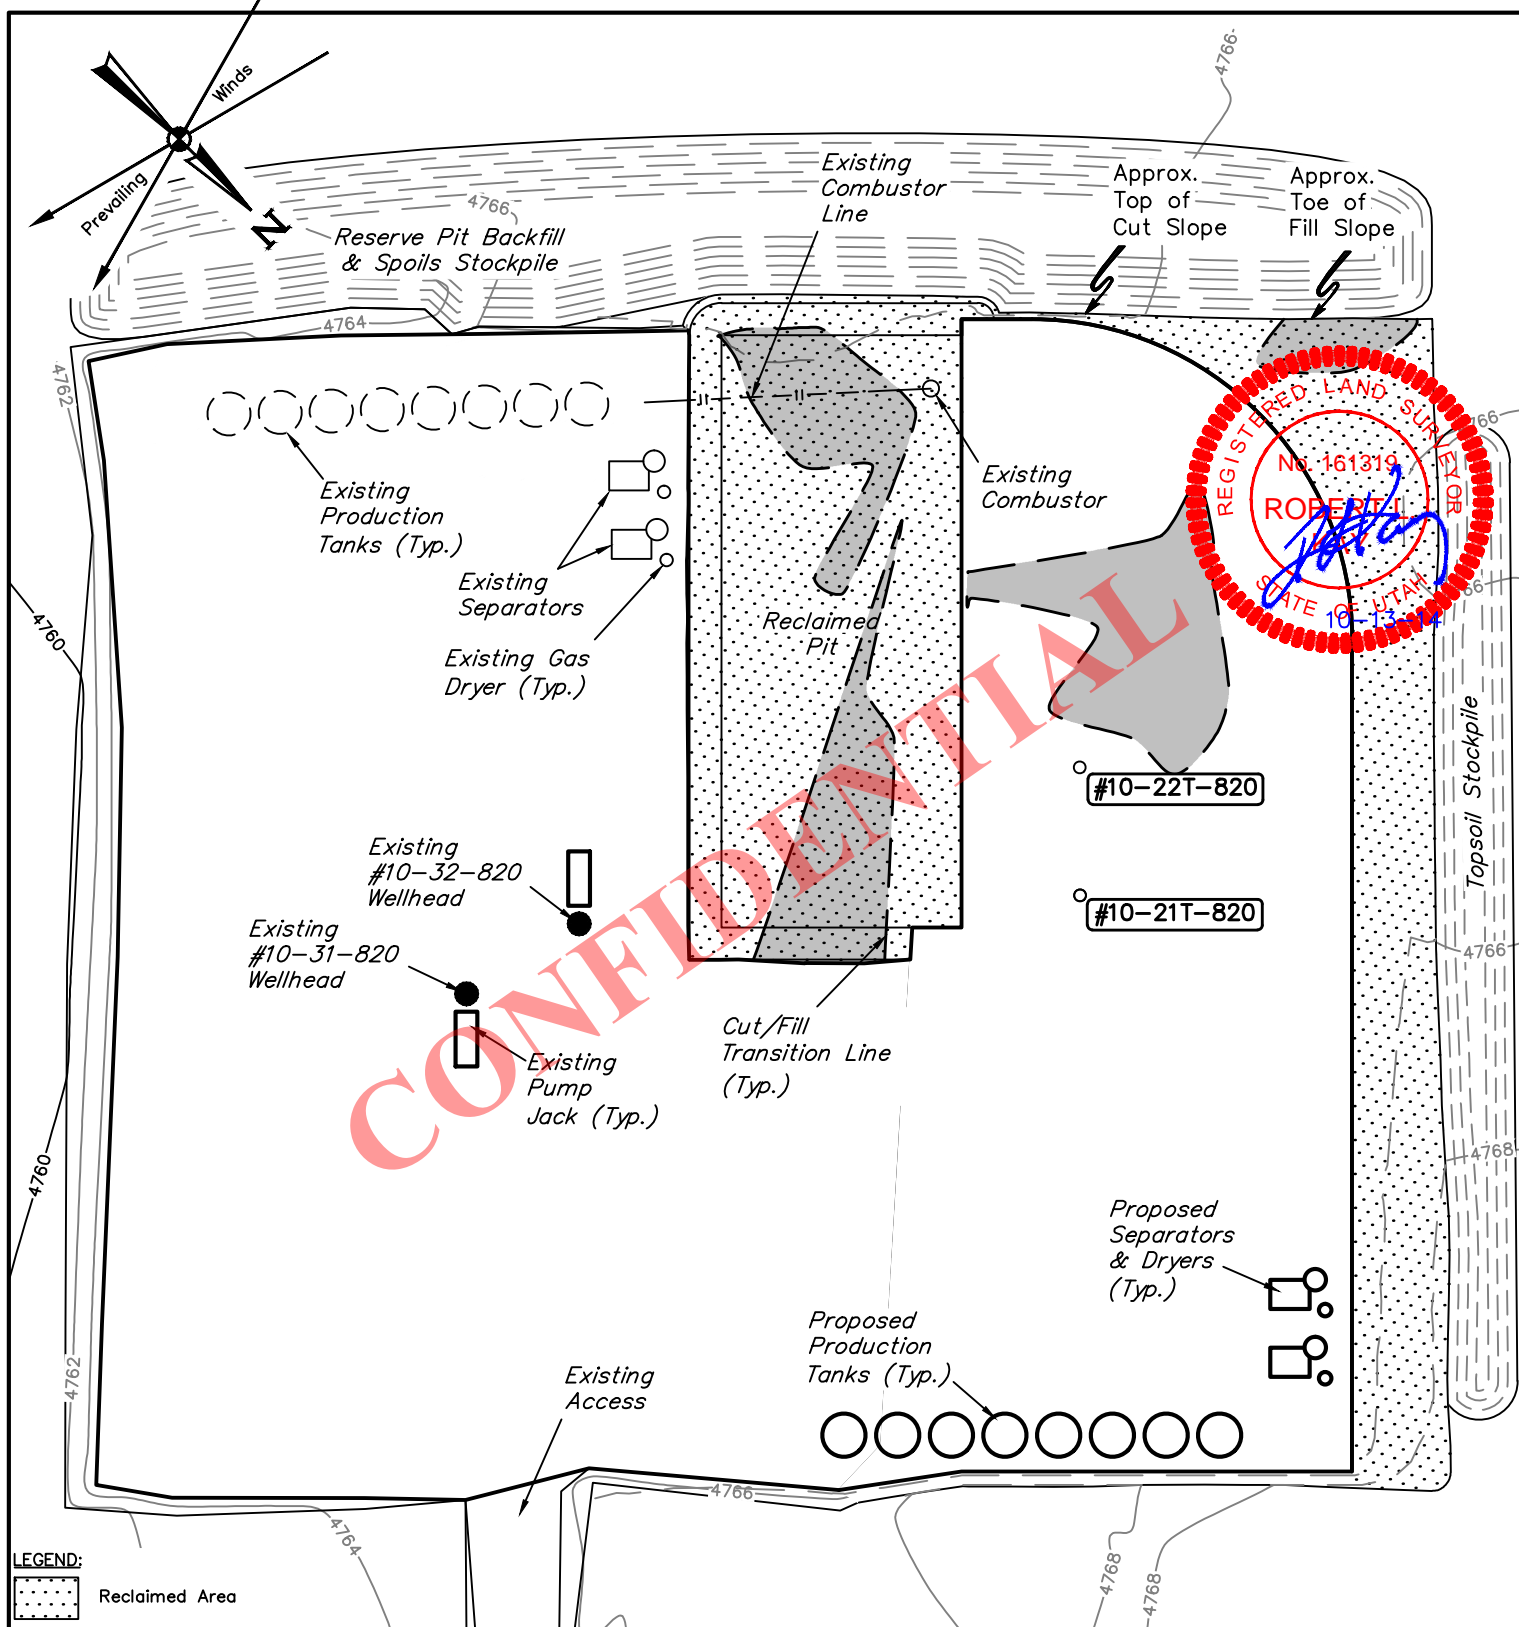 4766
Winds
Prevailing
N
Existing
Combustor
Line
Approx.
Top of
Cut Slope
Approx.
Toe of
Fill Slope
4766
Reserve Pit Backfill
& Spoils Stockpile
4764
4762
REGISTERED LAND SURVEYOR
No. 161319
ROBERT L.
STATE OF UTAH
10-13-14
66
66
Existing
Production
Tanks (Typ.)
Existing
Combustor
Existing
Separators
Existing Gas
Dryer (Typ.)
Reclaimed
Pit
4760
Topsoil Stockpile
#10-22T-820
#10-21T-820
Existing
#10-32-820
Wellhead
Existing
#10-31-820
Wellhead
4766
Cut/Fill
Transition Line
(Typ.)
Existing
Pump
Jack (Typ.)
CONFIDENTIAL
4760
4768
Proposed
Separators
& Dryers
(Typ.)
Proposed
Production
Tanks (Typ.)
4762
Existing
Access
4766
4764
4768
4768
LEGEND:
Reclaimed Area